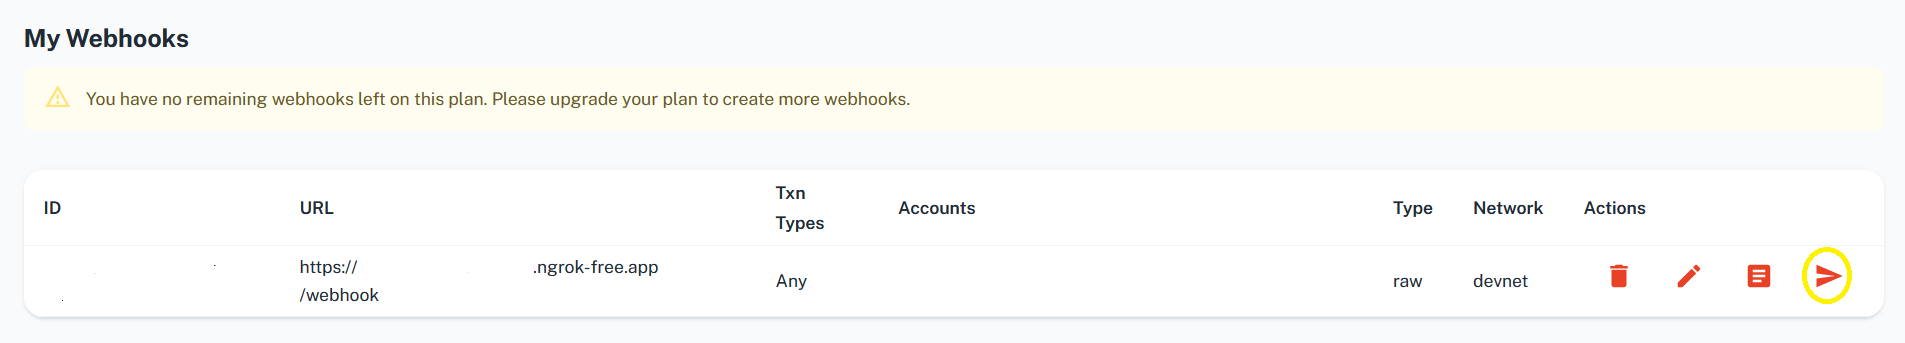 My Webhooks
You have no remaining webhooks left on this plan. Please upgrade your plan to create more webhooks.
ID URL Txn Types Accounts Type Network Actions
https:// .ngrok-free.app
/webhook
Any raw devnet